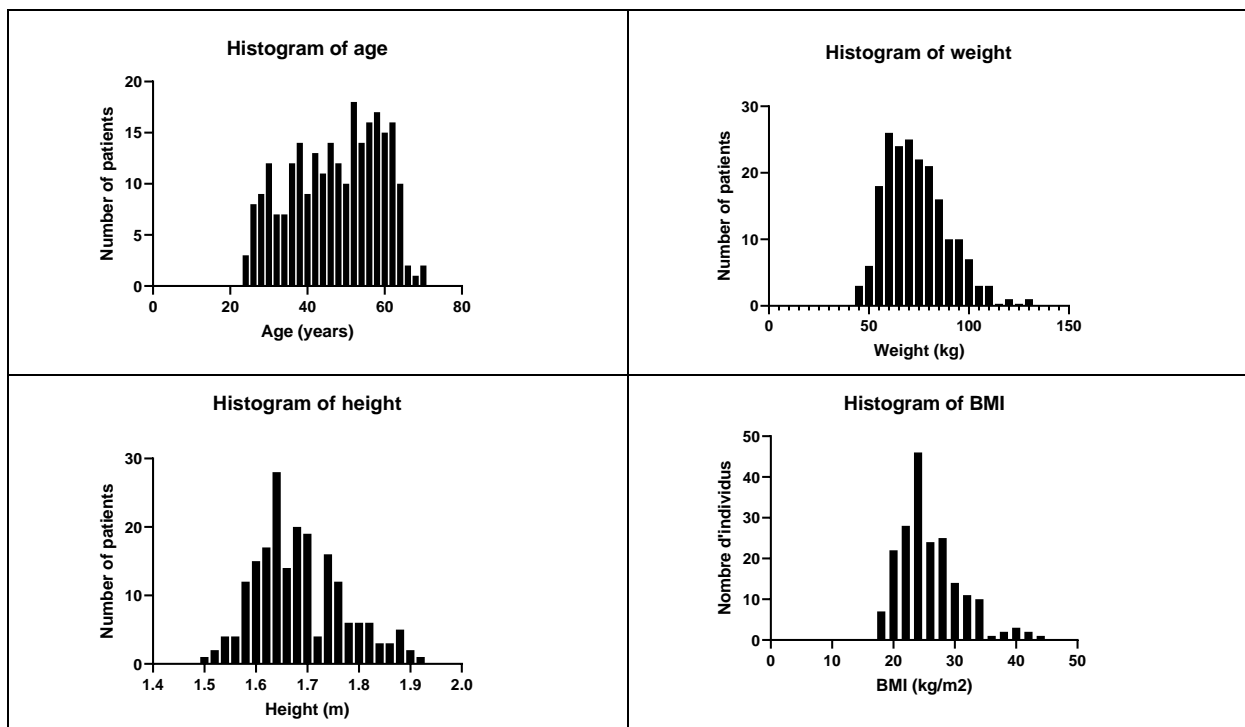 Histogram of age
Number of patients
20
15
10
5
0
0 20 40 60 80
Age (years)
Histogram of weight
Number of patients
30
20
10
0
0 50 100 150
Weight (kg)
Histogram of height
Number of patients
30
20
10
0
1.4 1.5 1.6 1.7 1.8 1.9 2.0
Height (m)
Histogram of BMI
Nombre d'individus
50
40
30
20
10
0
0 10 20 30 40 50
BMI (kg/m2)